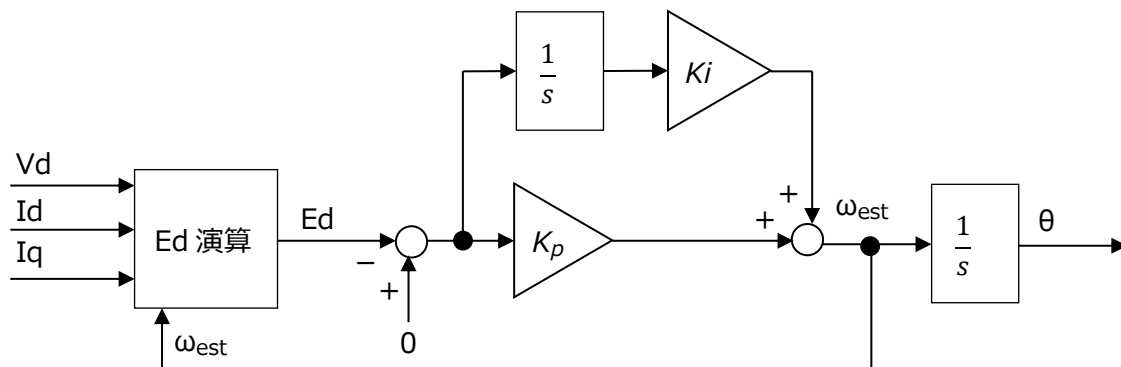 1
s
Ki
Vd
Id
Iq
Ed 演算
Ed
−
+
0
Kp
+
+
ωest
1
s
θ
ωest